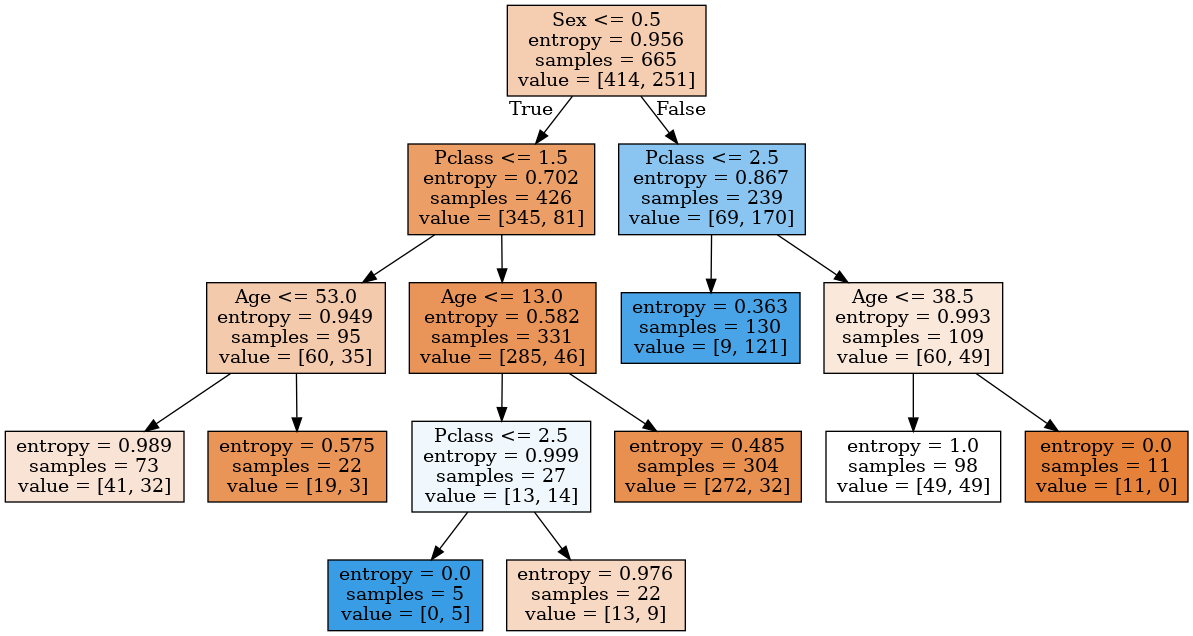 Sex <= 0.5
entropy = 0.956
samples = 665
value = [414, 251]
True
False
Pclass <= 1.5
entropy = 0.702
samples = 426
value = [345, 81]
Pclass <= 2.5
entropy = 0.867
samples = 239
value = [69, 170]
Age <= 53.0
entropy = 0.949
samples = 95
value = [60, 35]
Age <= 13.0
entropy = 0.582
samples = 331
value = [285, 46]
entropy = 0.363
samples = 130
value = [9, 121]
Age <= 38.5
entropy = 0.993
samples = 109
value = [60, 49]
entropy = 0.989
samples = 73
value = [41, 32]
entropy = 0.575
samples = 22
value = [19, 3]
Pclass <= 2.5
entropy = 0.999
samples = 27
value = [13, 14]
entropy = 0.485
samples = 304
value = [272, 32]
entropy = 1.0
samples = 98
value = [49, 49]
entropy = 0.0
samples = 11
value = [11, 0]
entropy = 0.0
samples = 5
value = [0, 5]
entropy = 0.976
samples = 22
value = [13, 9]